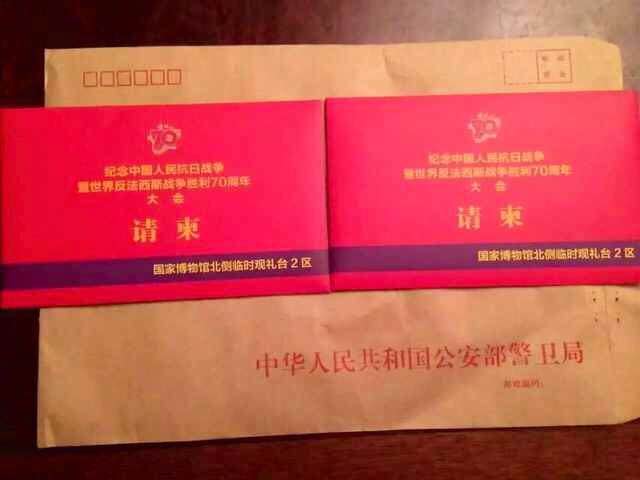 70
纪念中国人民抗日战争
暨世界反法西斯战争胜利70周年
大 会
请 柬
国家博物馆北侧临时观礼台2区
70
纪念中国人民抗日战争
暨世界反法西斯战争胜利70周年
大 会
请 柬
国家博物馆北侧临时观礼台2区
中华人民共和国公安部警卫局
邮政编码: